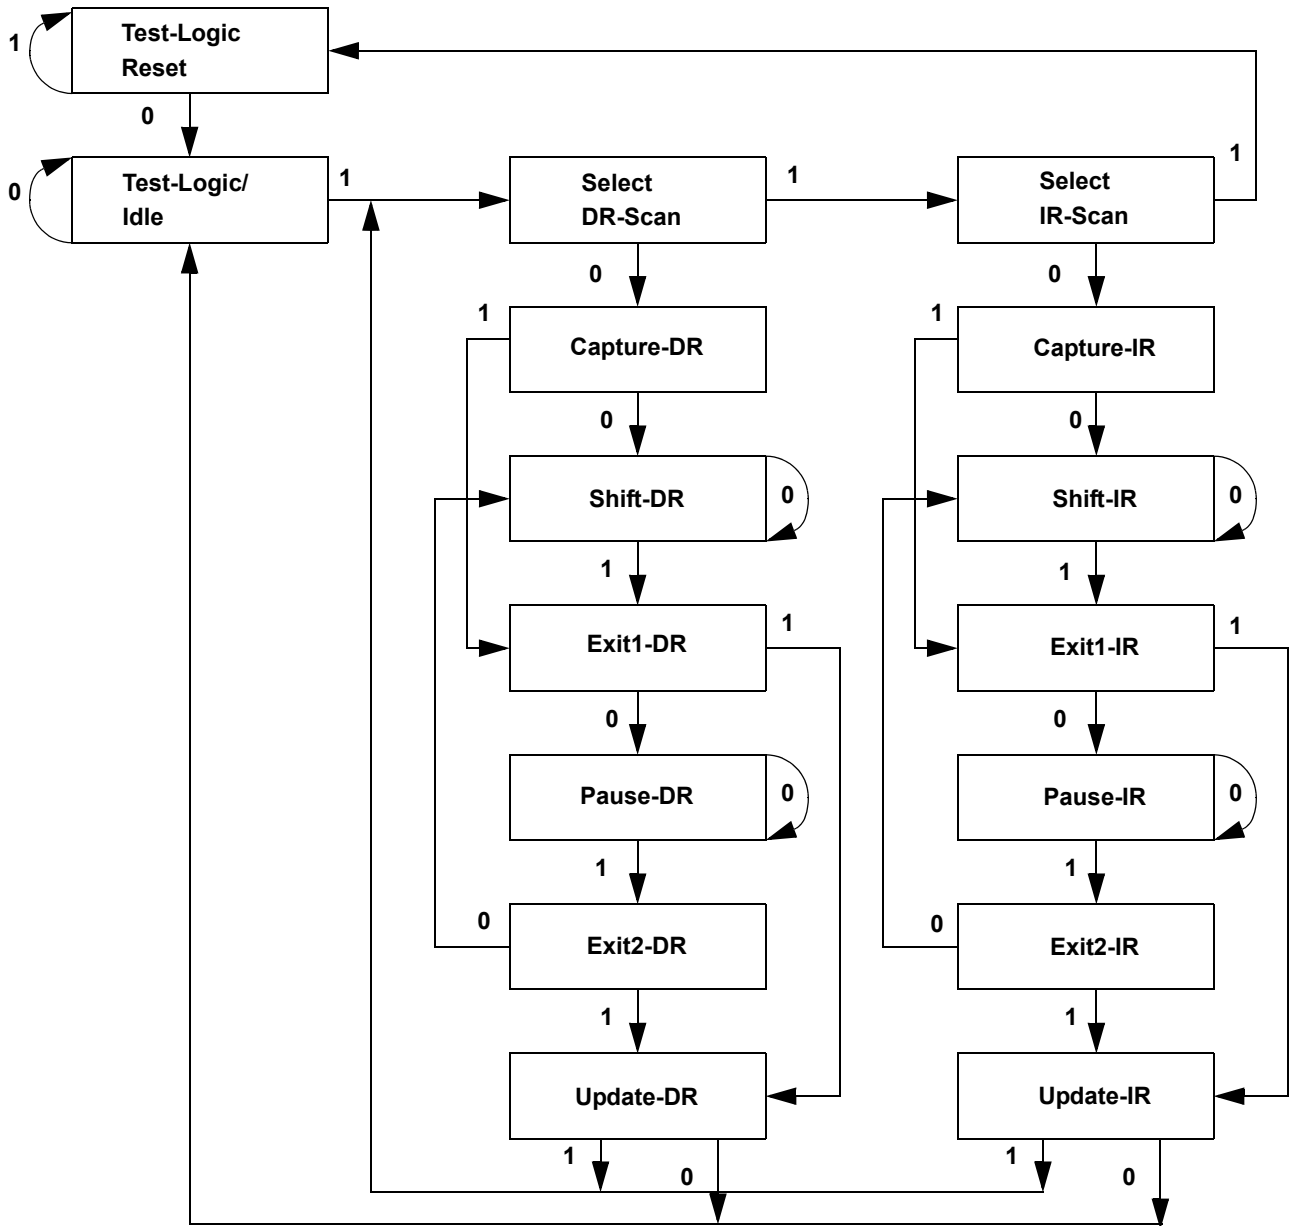 Test-Logic
Reset
1
0
Test-Logic/
Idle
0
1
Select
DR-Scan
1
Select
IR-Scan
1
0
0
1
Capture-DR
1
Capture-IR
0
0
Shift-DR
0
Shift-IR
0
1
1
Exit1-DR
1
Exit1-IR
1
0
0
Pause-DR
0
Pause-IR
0
1
1
0
Exit2-DR
0
Exit2-IR
1
1
Update-DR
Update-IR
1
0
1
0